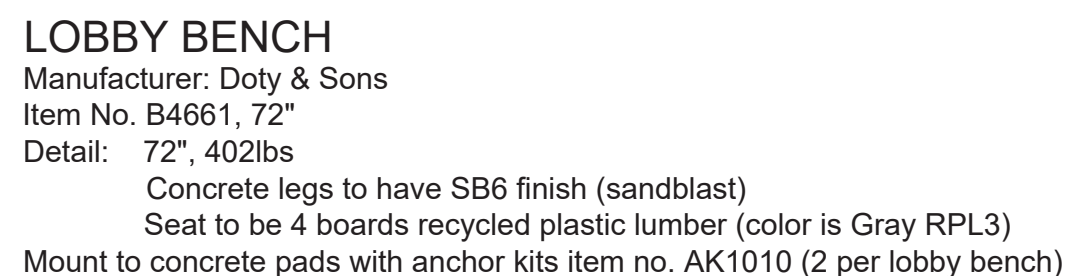 LOBBY BENCH
Manufacturer: Doty & Sons
Item No. B4661, 72"
Detail: 72", 402lbs
Concrete legs to have SB6 finish (sandblast)
Seat to be 4 boards recycled plastic lumber (color is Gray RPL3)
Mount to concrete pads with anchor kits item no. AK1010 (2 per lobby bench)